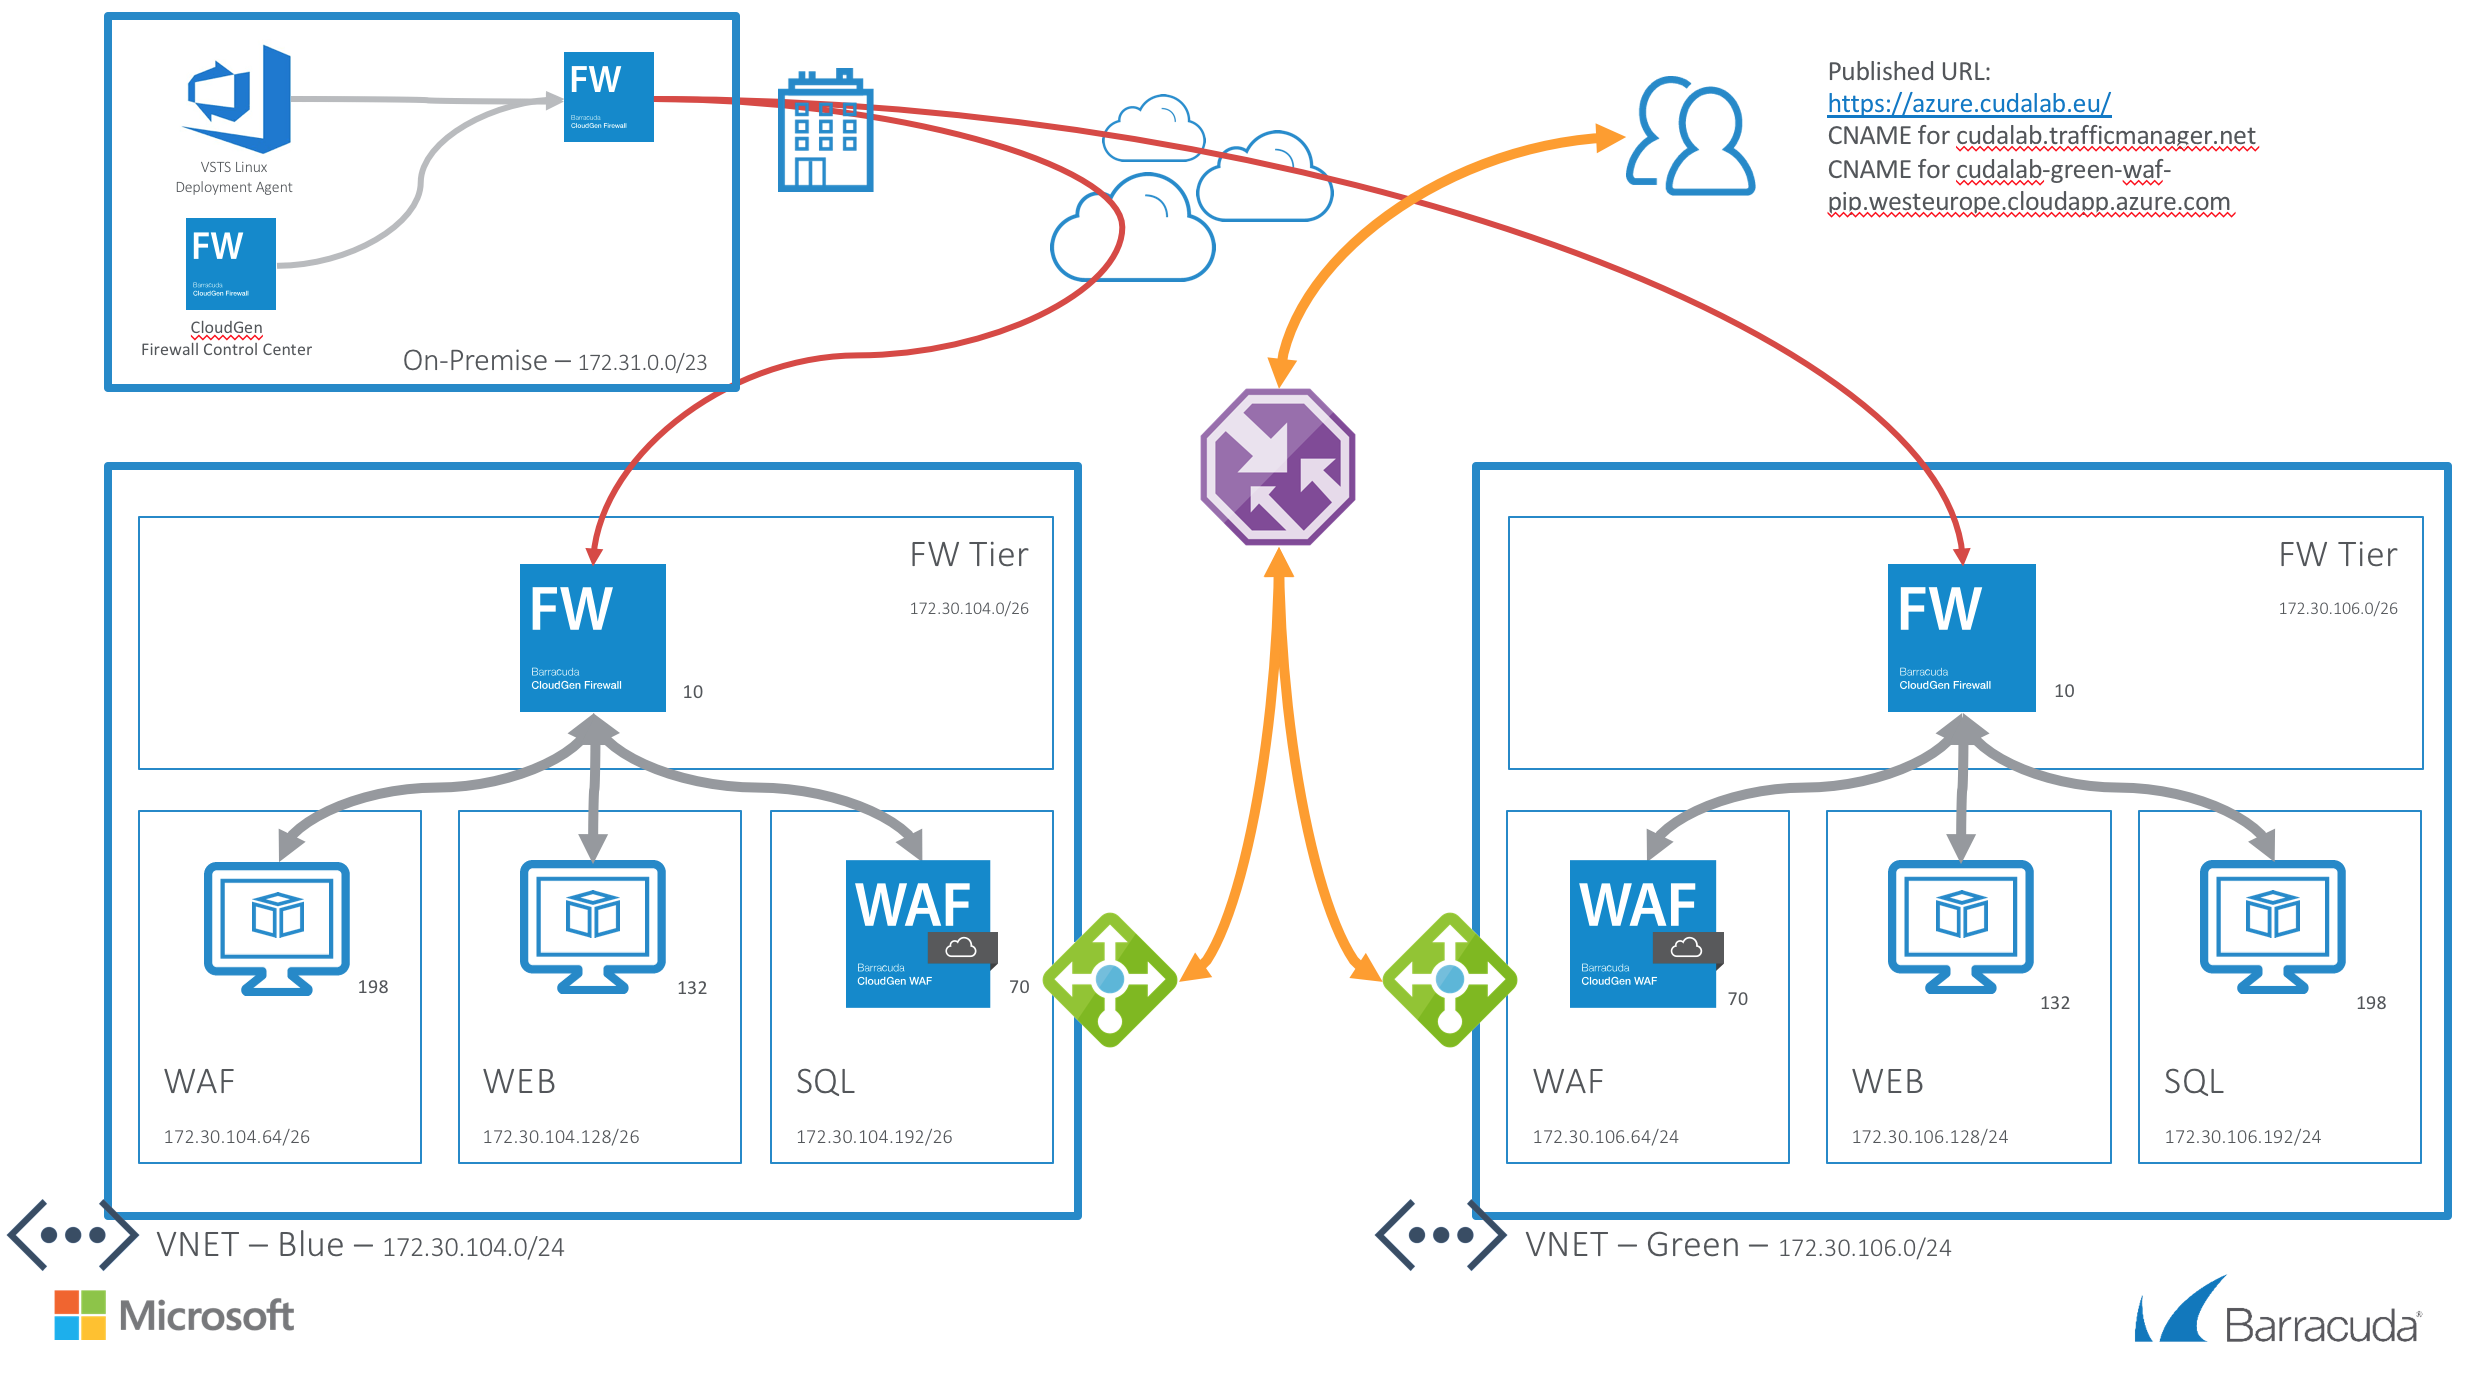 FW
Barracuda
CloudGen Firewall
VSTS Linux
Deployment Agent
FW
Barracuda
CloudGen Firewall
CloudGen
Firewall Control Center
On-Premise – 172.31.0.0/23
Published URL:
https://azure.cudalab.eu/
CNAME for cudalab.trafficmanager.net
CNAME for cudalab-green-waf-
pip.westeurope.cloudapp.azure.com
FW Tier
172.30.104.0/26
FW
Barracuda
CloudGen Firewall
10
198
WAF
172.30.104.64/26
132
WEB
172.30.104.128/26
WAF
Barracuda
CloudGen WAF
70
SQL
172.30.104.192/26
VNET – Blue – 172.30.104.0/24
FW Tier
172.30.106.0/26
FW
Barracuda
CloudGen Firewall
10
WAF
Barracuda
CloudGen WAF
70
WAF
172.30.106.64/24
132
WEB
172.30.106.128/24
198
SQL
172.30.106.192/24
VNET – Green – 172.30.106.0/24
Microsoft
Barracuda®